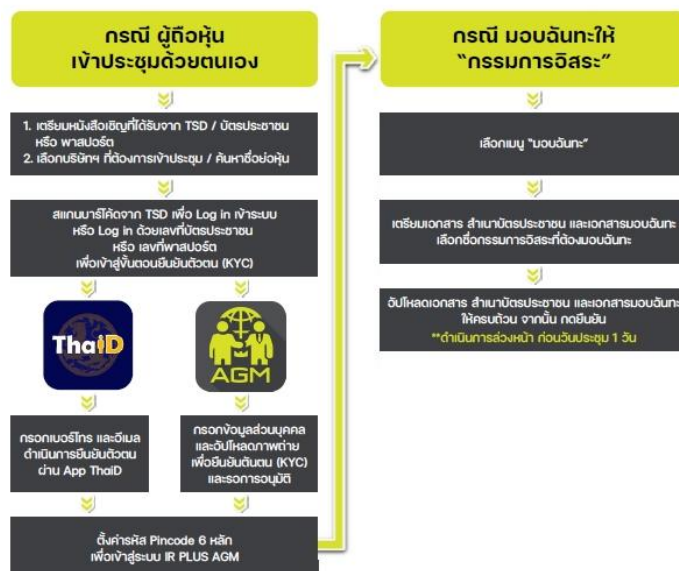 กรณี ผู้ถือหุ้น
เข้าประชุมด้วยตนเอง
1. เตรียมหนังสือเชิญที่ได้รับจาก TSD / บัตรประชาชน
หรือ พาสปอร์ต
2. เลือกบริษัทฯ ที่ต้องการเข้าประชุม / ค้นหาชื่อย่อหุ้น
สแกนบาร์โค้ดจาก TSD เพื่อ Log in เข้าระบบ
หรือ Log in ด้วยเลขที่บัตรประชาชน
หรือ เลขที่พาสปอร์ต
เพื่อเข้าสู่ขั้นตอนยืนยันตัวตน (KYC)
ThaiD
กรอกเบอร์โทร และอีเมล
ดำเนินการยืนยันตัวตน
ผ่าน App ThaiD
AGM
กรอกข้อมูลส่วนบุคคล
และอัปโหลดภาพถ่าย
เพื่อยืนยันตันตน (KYC)
และรอการอนุมัติ
ตั้งค่ารหัส Pincode 6 หลัก
เพื่อเข้าสู่ระบบ IR PLUS AGM
กรณี มอบฉันทะให้
“กรรมการอิสระ”
เลือกเมนู “มอบฉันทะ”
เตรียมเอกสาร สำเนาบัตรประชาชน และเอกสารมอบฉันทะ
เลือกชื่อกรรมการอิสระที่ต้องมอบฉันทะ
อัปโหลดเอกสาร สำเนาบัตรประชาชน และเอกสารมอบฉันทะ
ให้ครบถ้วน จากนั้น กดยืนยัน
**ดำเนินการล่วงหน้า ก่อนวันประชุม 1 วัน